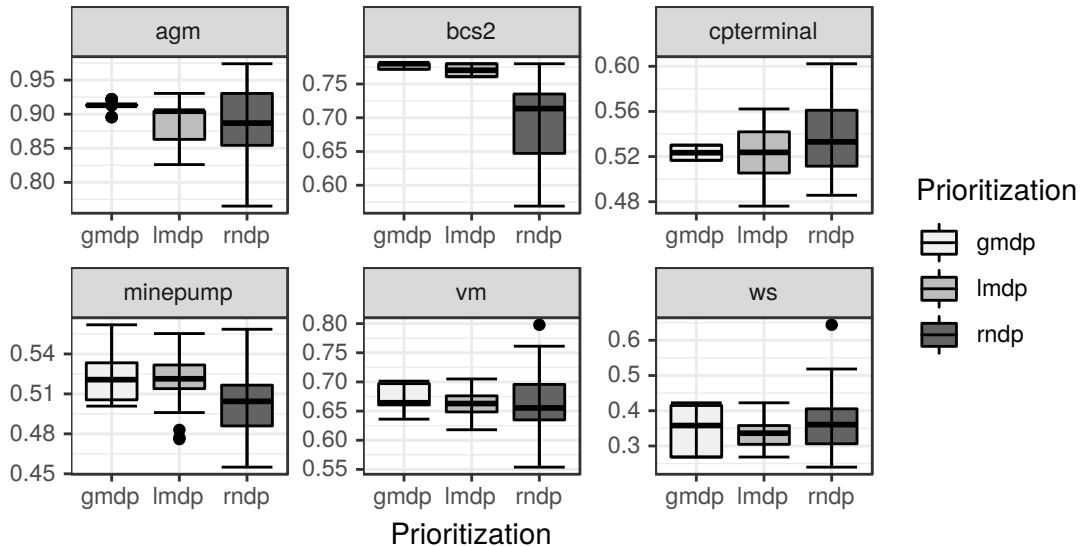 agm
bcs2
cpterminal
0.95
0.90
0.85
0.80
0.75
0.70
0.65
0.60
0.60
0.56
0.52
0.48
gmdp lmdp rndp
gmdp lmdp rndp
gmdp lmdp rndp
minepump
vm
ws
0.54
0.51
0.48
0.45
0.80
0.75
0.70
0.65
0.60
0.55
0.6
0.5
0.4
0.3
gmdp lmdp rndp
gmdp lmdp rndp
gmdp lmdp rndp
Prioritization
Prioritization
gmdp
lmdp
rndp